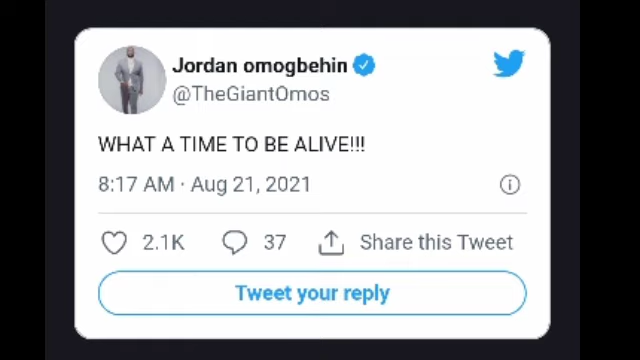 Jordan omogbehin
@TheGiantOmos
WHAT A TIME TO BE ALIVE!!!
8:17 AM · Aug 21, 2021
2.1K 37 Share this Tweet
Tweet your reply